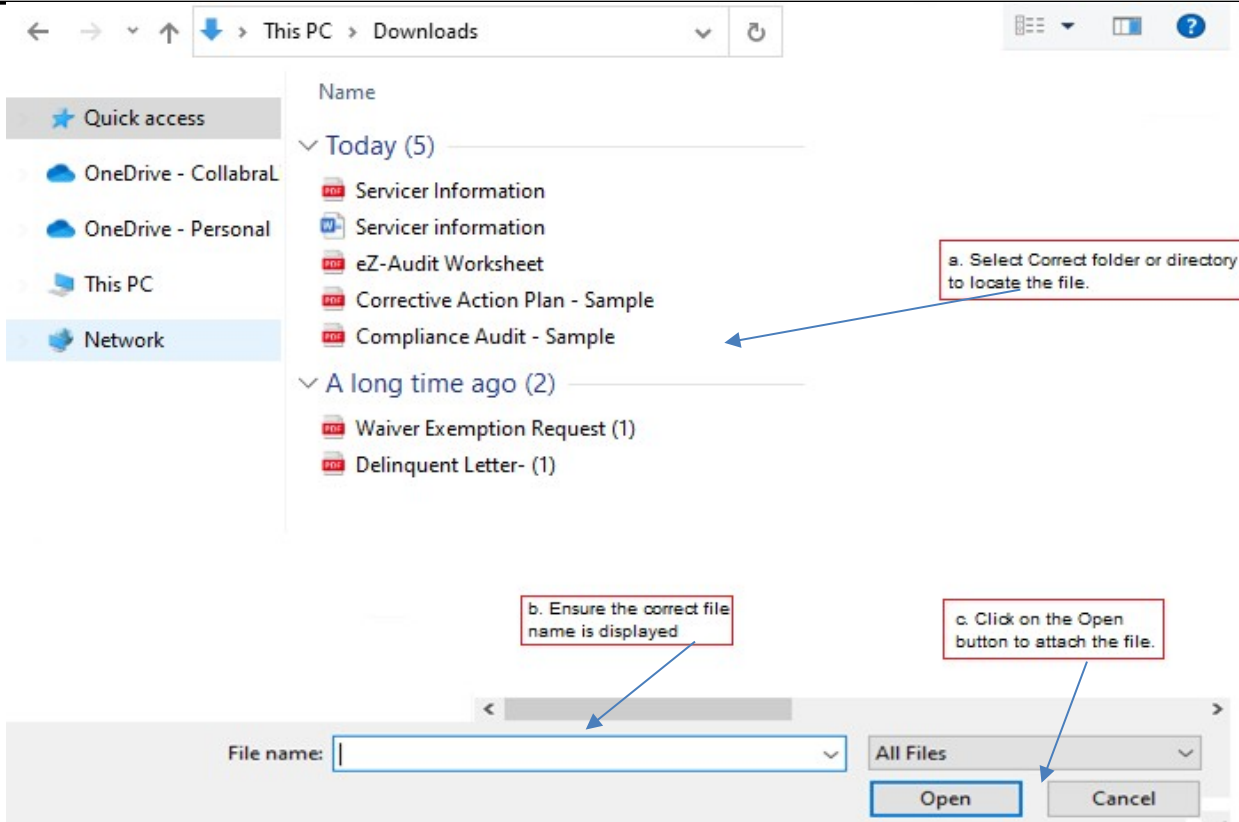 This PC > Downloads
Name
Quick access
Today (5)
OneDrive - CollabraL
Servicer Information
Servicer information
OneDrive - Personal
eZ-Audit Worksheet
a. Select Correct folder or directory
to locate the file.
This PC
Corrective Action Plan - Sample
Compliance Audit - Sample
Network
A long time ago (2)
Waiver Exemption Request (1)
Delinquent Letter- (1)
b. Ensure the correct file
name is displayed
c. Click on the Open
button to attach the file.
File name:
All Files
Open
Cancel